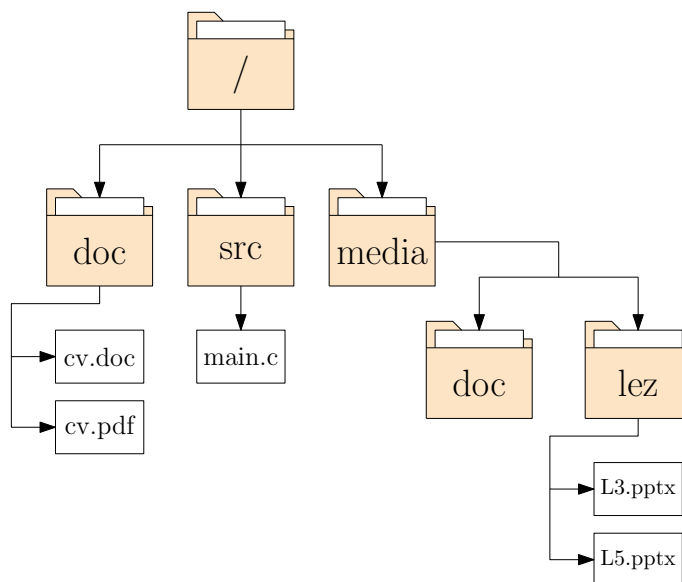 /
doc
src
media
cv.doc
main.c
doc
lez
cv.pdf
L3.pptx
L5.pptx